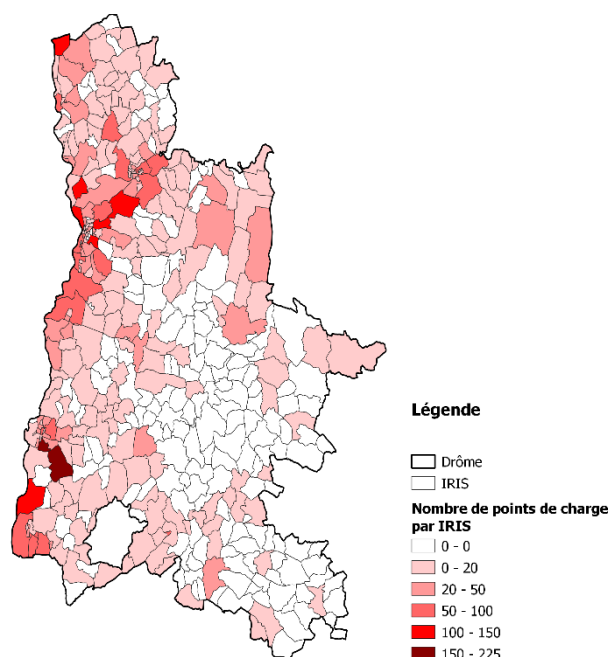 Légende
Drôme
IRIS
Nombre de points de charge
par IRIS
0 - 0
0 - 20
20 - 50
50 - 100
100 - 150
150 - 225